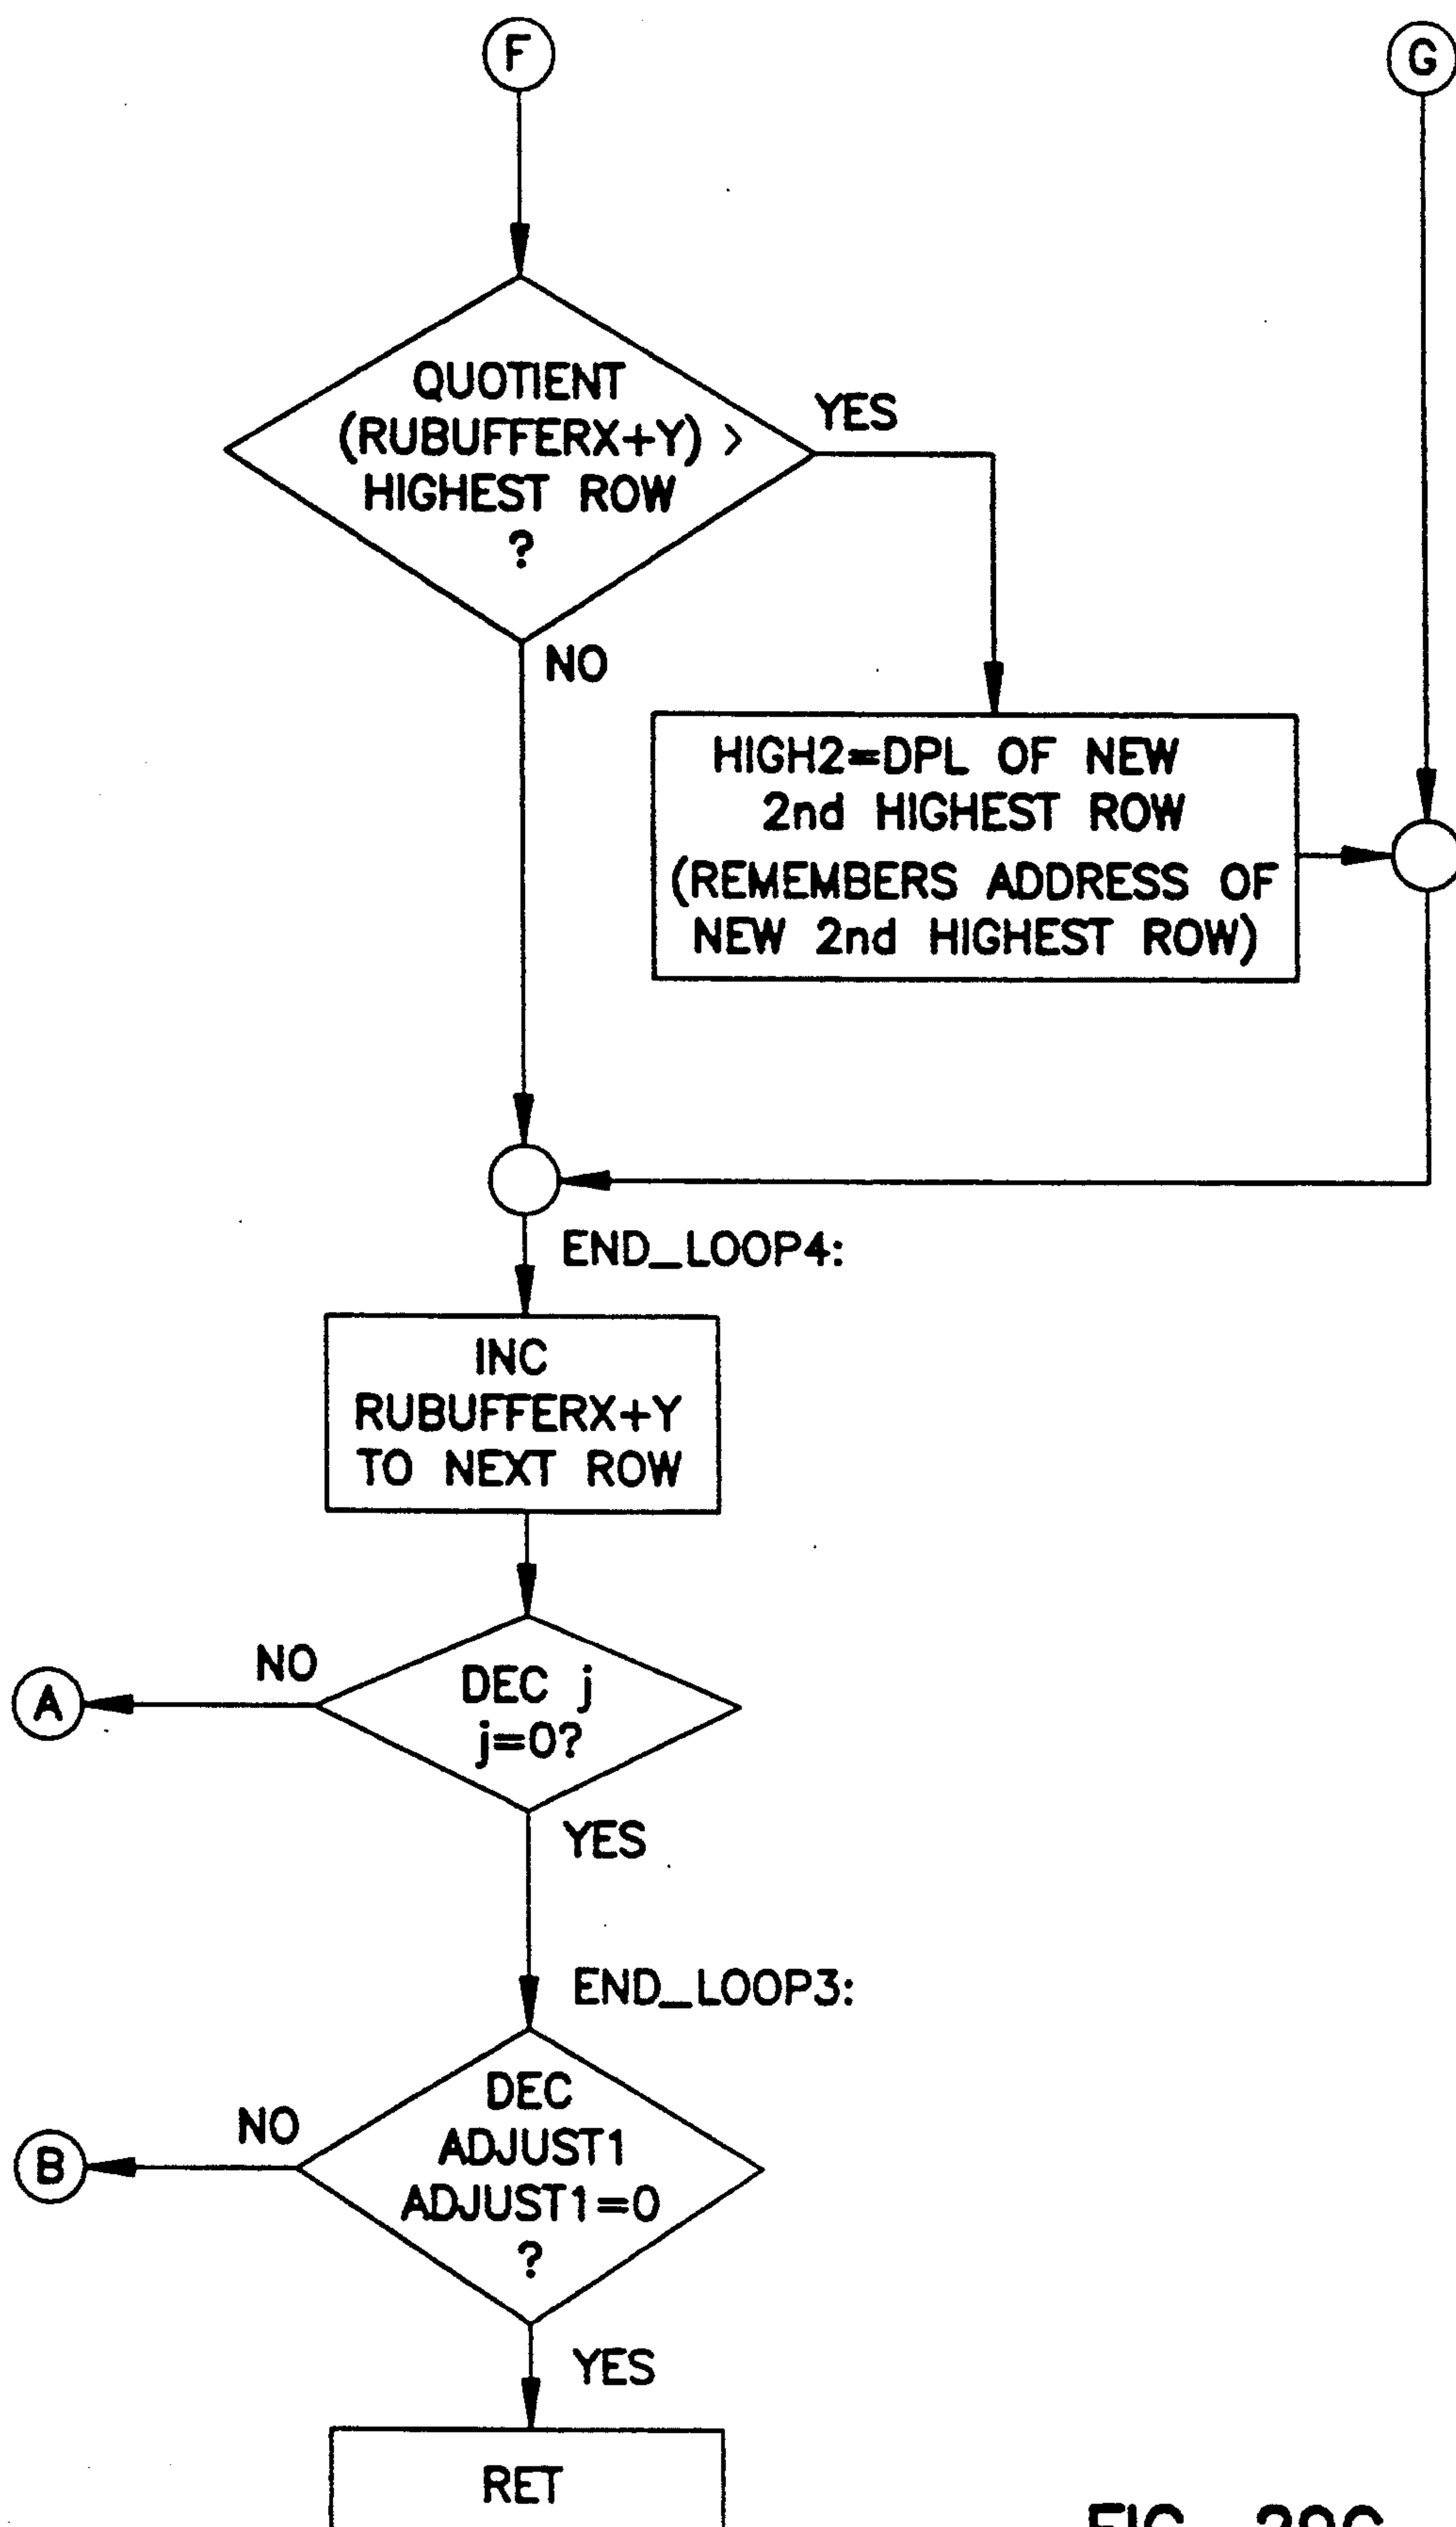 F
G
QUOTIENT
(RUBUFFERX+Y) >
HIGHEST ROW
?
YES
NO
HIGH2=DPL OF NEW
2nd HIGHEST ROW
(REMEMBERS ADDRESS OF
NEW 2nd HIGHEST ROW)
END_LOOP4:
INC
RUBUFFERX+Y
TO NEXT ROW
A
NO
DEC j
j=0?
YES
END_LOOP3:
B
NO
DEC
ADJUST1
ADJUST1=0
?
YES
RET
FIG.